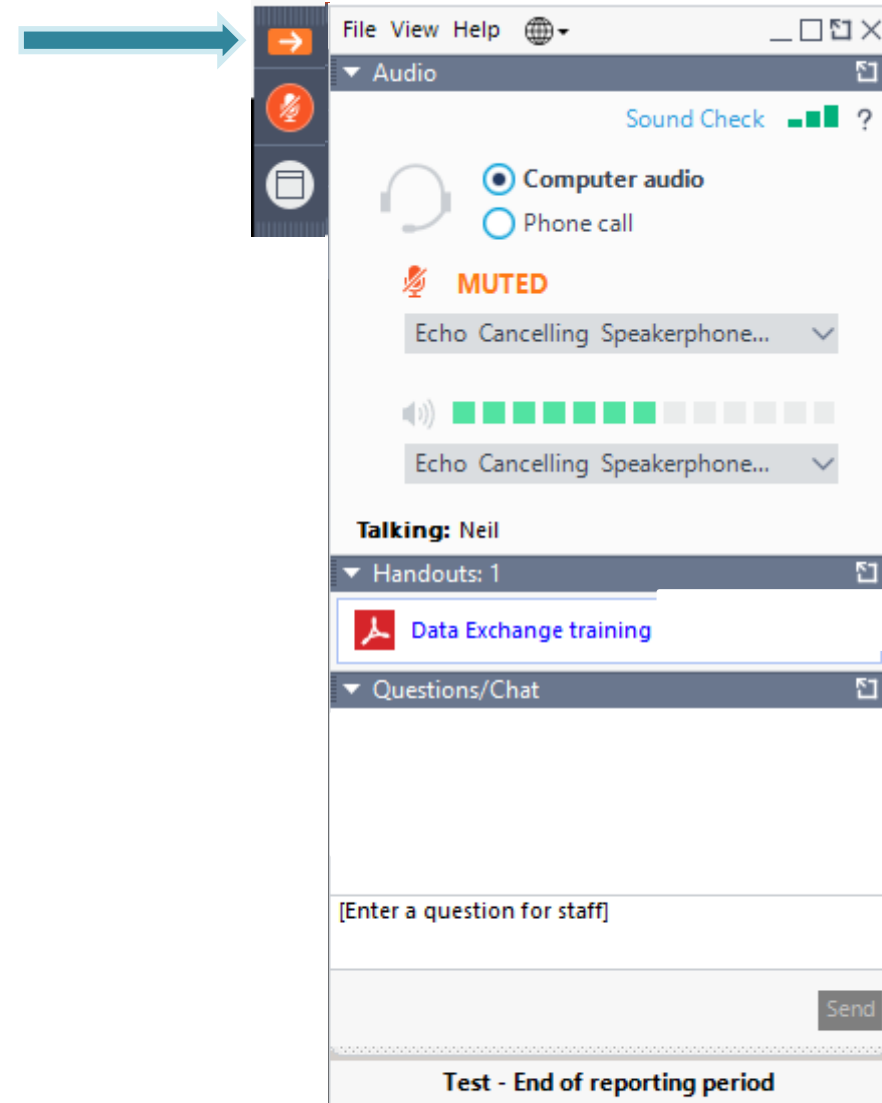 File View Help
Audio
Sound Check ?
Computer audio
Phone call
MUTED
Echo Cancelling Speakerphone...
Echo Cancelling Speakerphone...
Talking: Neil
Handouts: 1
Data Exchange training
Questions/Chat
[Enter a question for staff]
Send
Test - End of reporting period